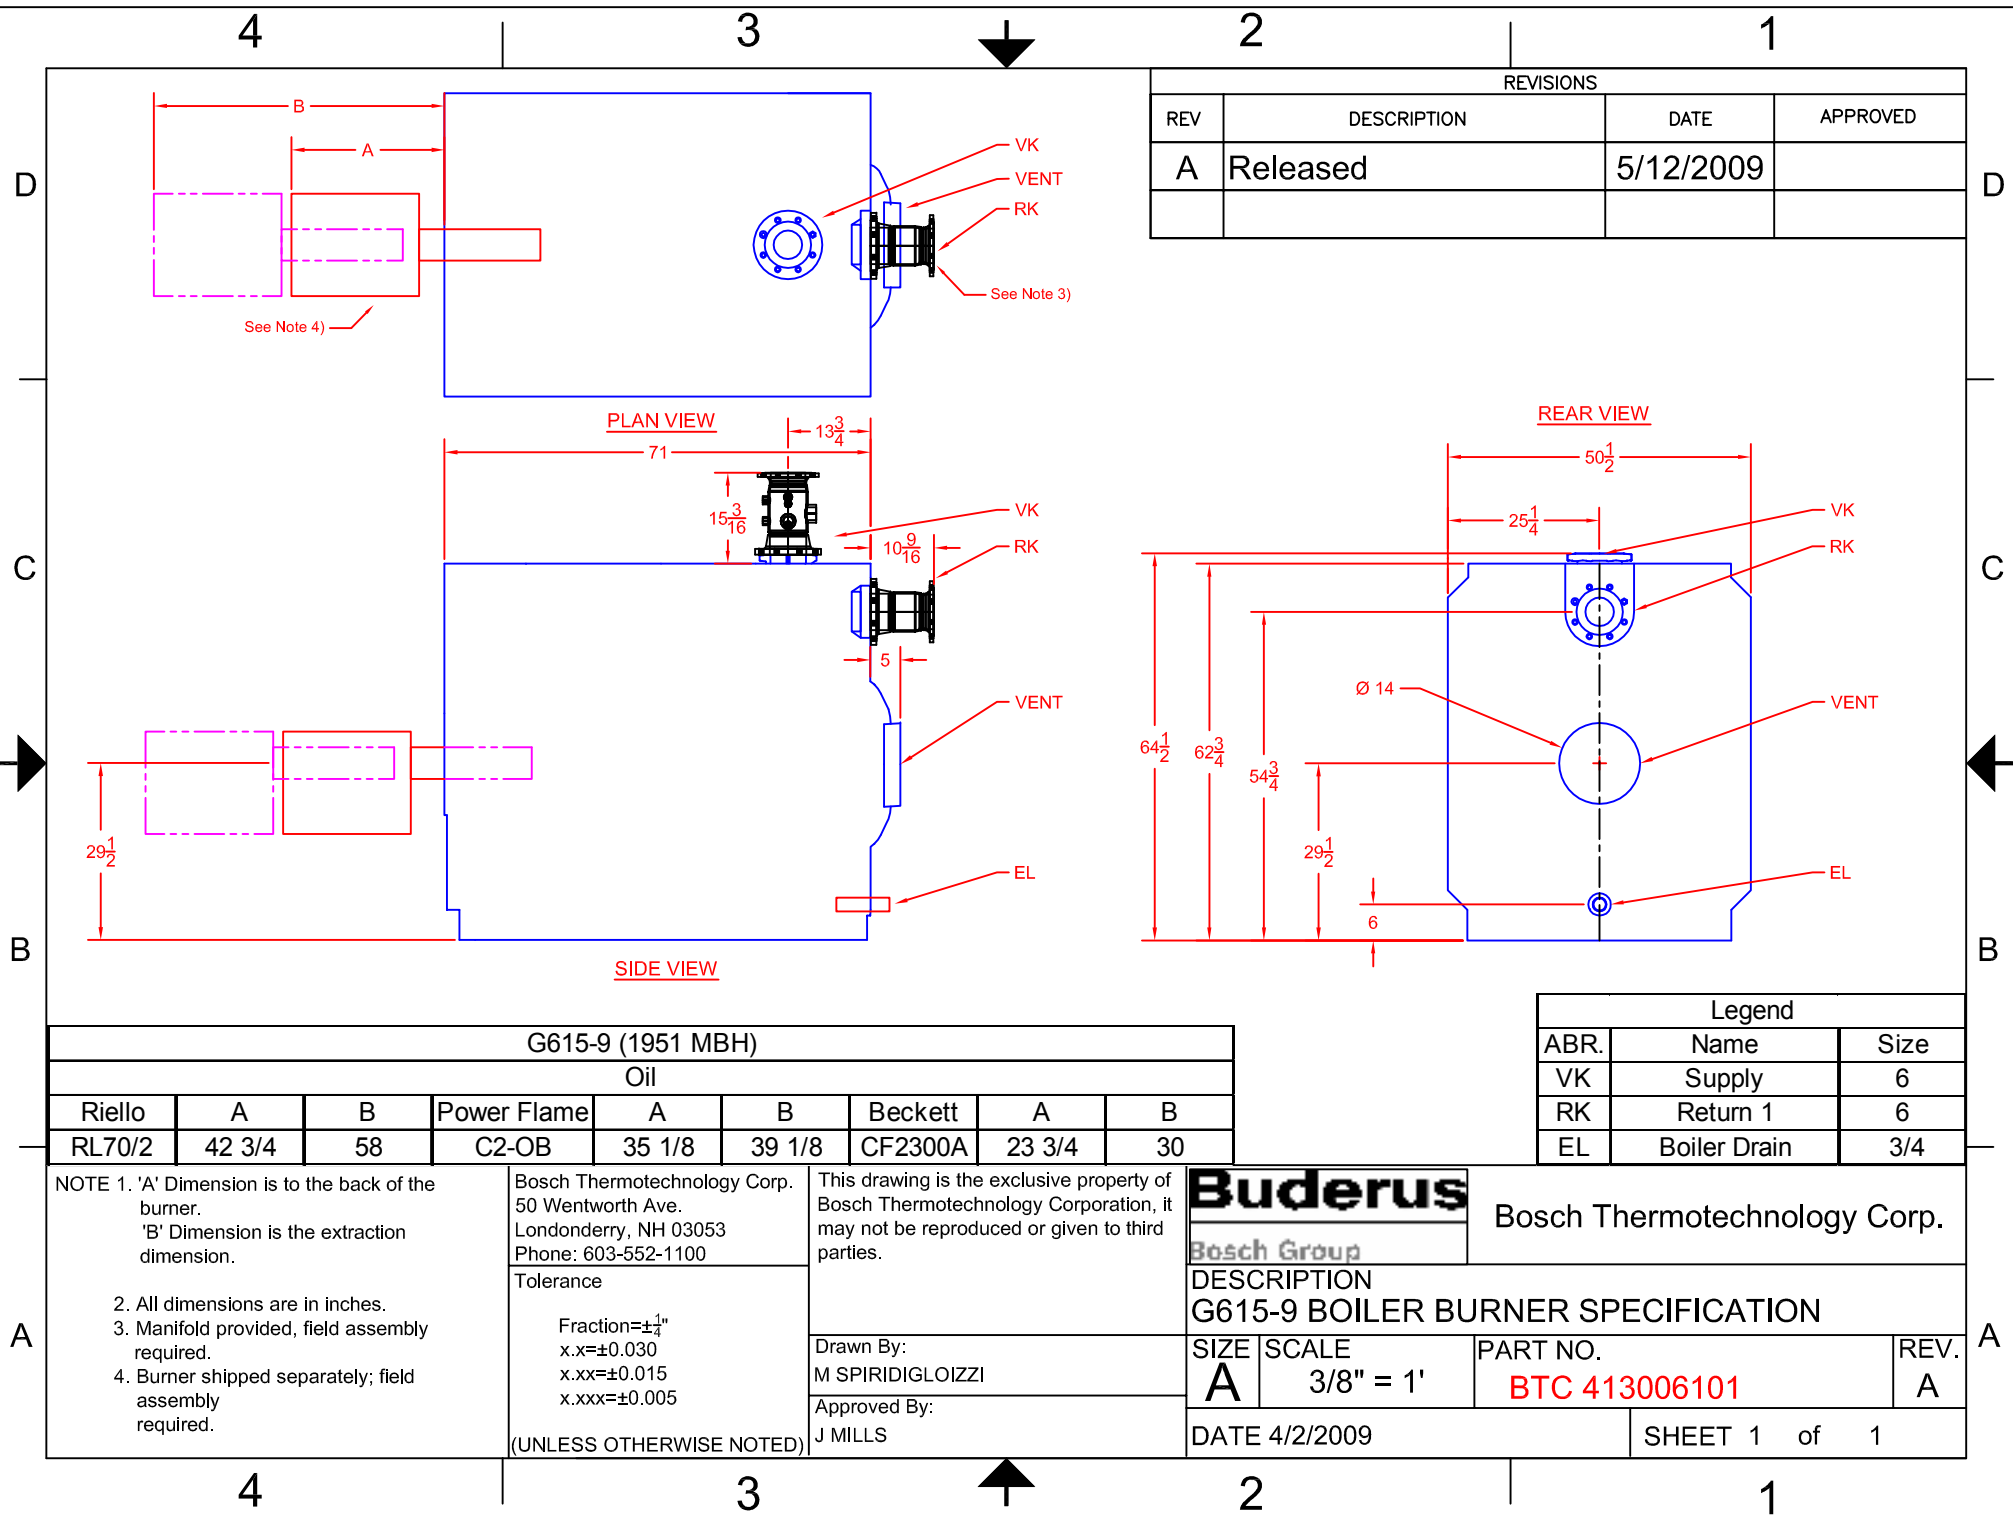 4 3 2 1
D
D
C
C
B
B
A
A
REVISIONS
REV DESCRIPTION DATE APPROVED
A Released 5/12/2009
B
A
VK
VENT
RK
See Note 3)
See Note 4)
PLAN VIEW
13 3/4
71
15 3/16
10 9/16
VK
RK
5
VENT
29 1/2
EL
SIDE VIEW
REAR VIEW
50 1/2
25 1/4
VK
RK
Ø 14
VENT
64 1/2
62 3/4
54 3/4
29 1/2
6
EL
Legend
ABR. Name Size
VK Supply 6
RK Return 1 6
EL Boiler Drain 3/4
G615-9 (1951 MBH)
Oil
Riello A B Power Flame A B Beckett A B
RL70/2 42 3/4 58 C2-OB 35 1/8 39 1/8 CF2300A 23 3/4 30
NOTE 1. 'A' Dimension is to the back of the
burner.
'B' Dimension is the extraction
dimension.
2. All dimensions are in inches.
3. Manifold provided, field assembly
required.
4. Burner shipped separately; field
assembly
required.
Bosch Thermotechnology Corp.
50 Wentworth Ave.
Londonderry, NH 03053
Phone: 603-552-1100
Tolerance
Fraction=±1/4"
x.x=±0.030
x.xx=±0.015
x.xxx=±0.005
(UNLESS OTHERWISE NOTED)
This drawing is the exclusive property of
Bosch Thermotechnology Corporation, it
may not be reproduced or given to third
parties.
Drawn By:
M SPIRIDIGLOIZZI
Approved By:
J MILLS
Buderus
Bosch Group
Bosch Thermotechnology Corp.
DESCRIPTION
G615-9 BOILER BURNER SPECIFICATION
SIZE
A
SCALE
3/8" = 1'
PART NO.
BTC 413006101
REV.
A
DATE 4/2/2009
SHEET 1 of 1
4 3 2 1